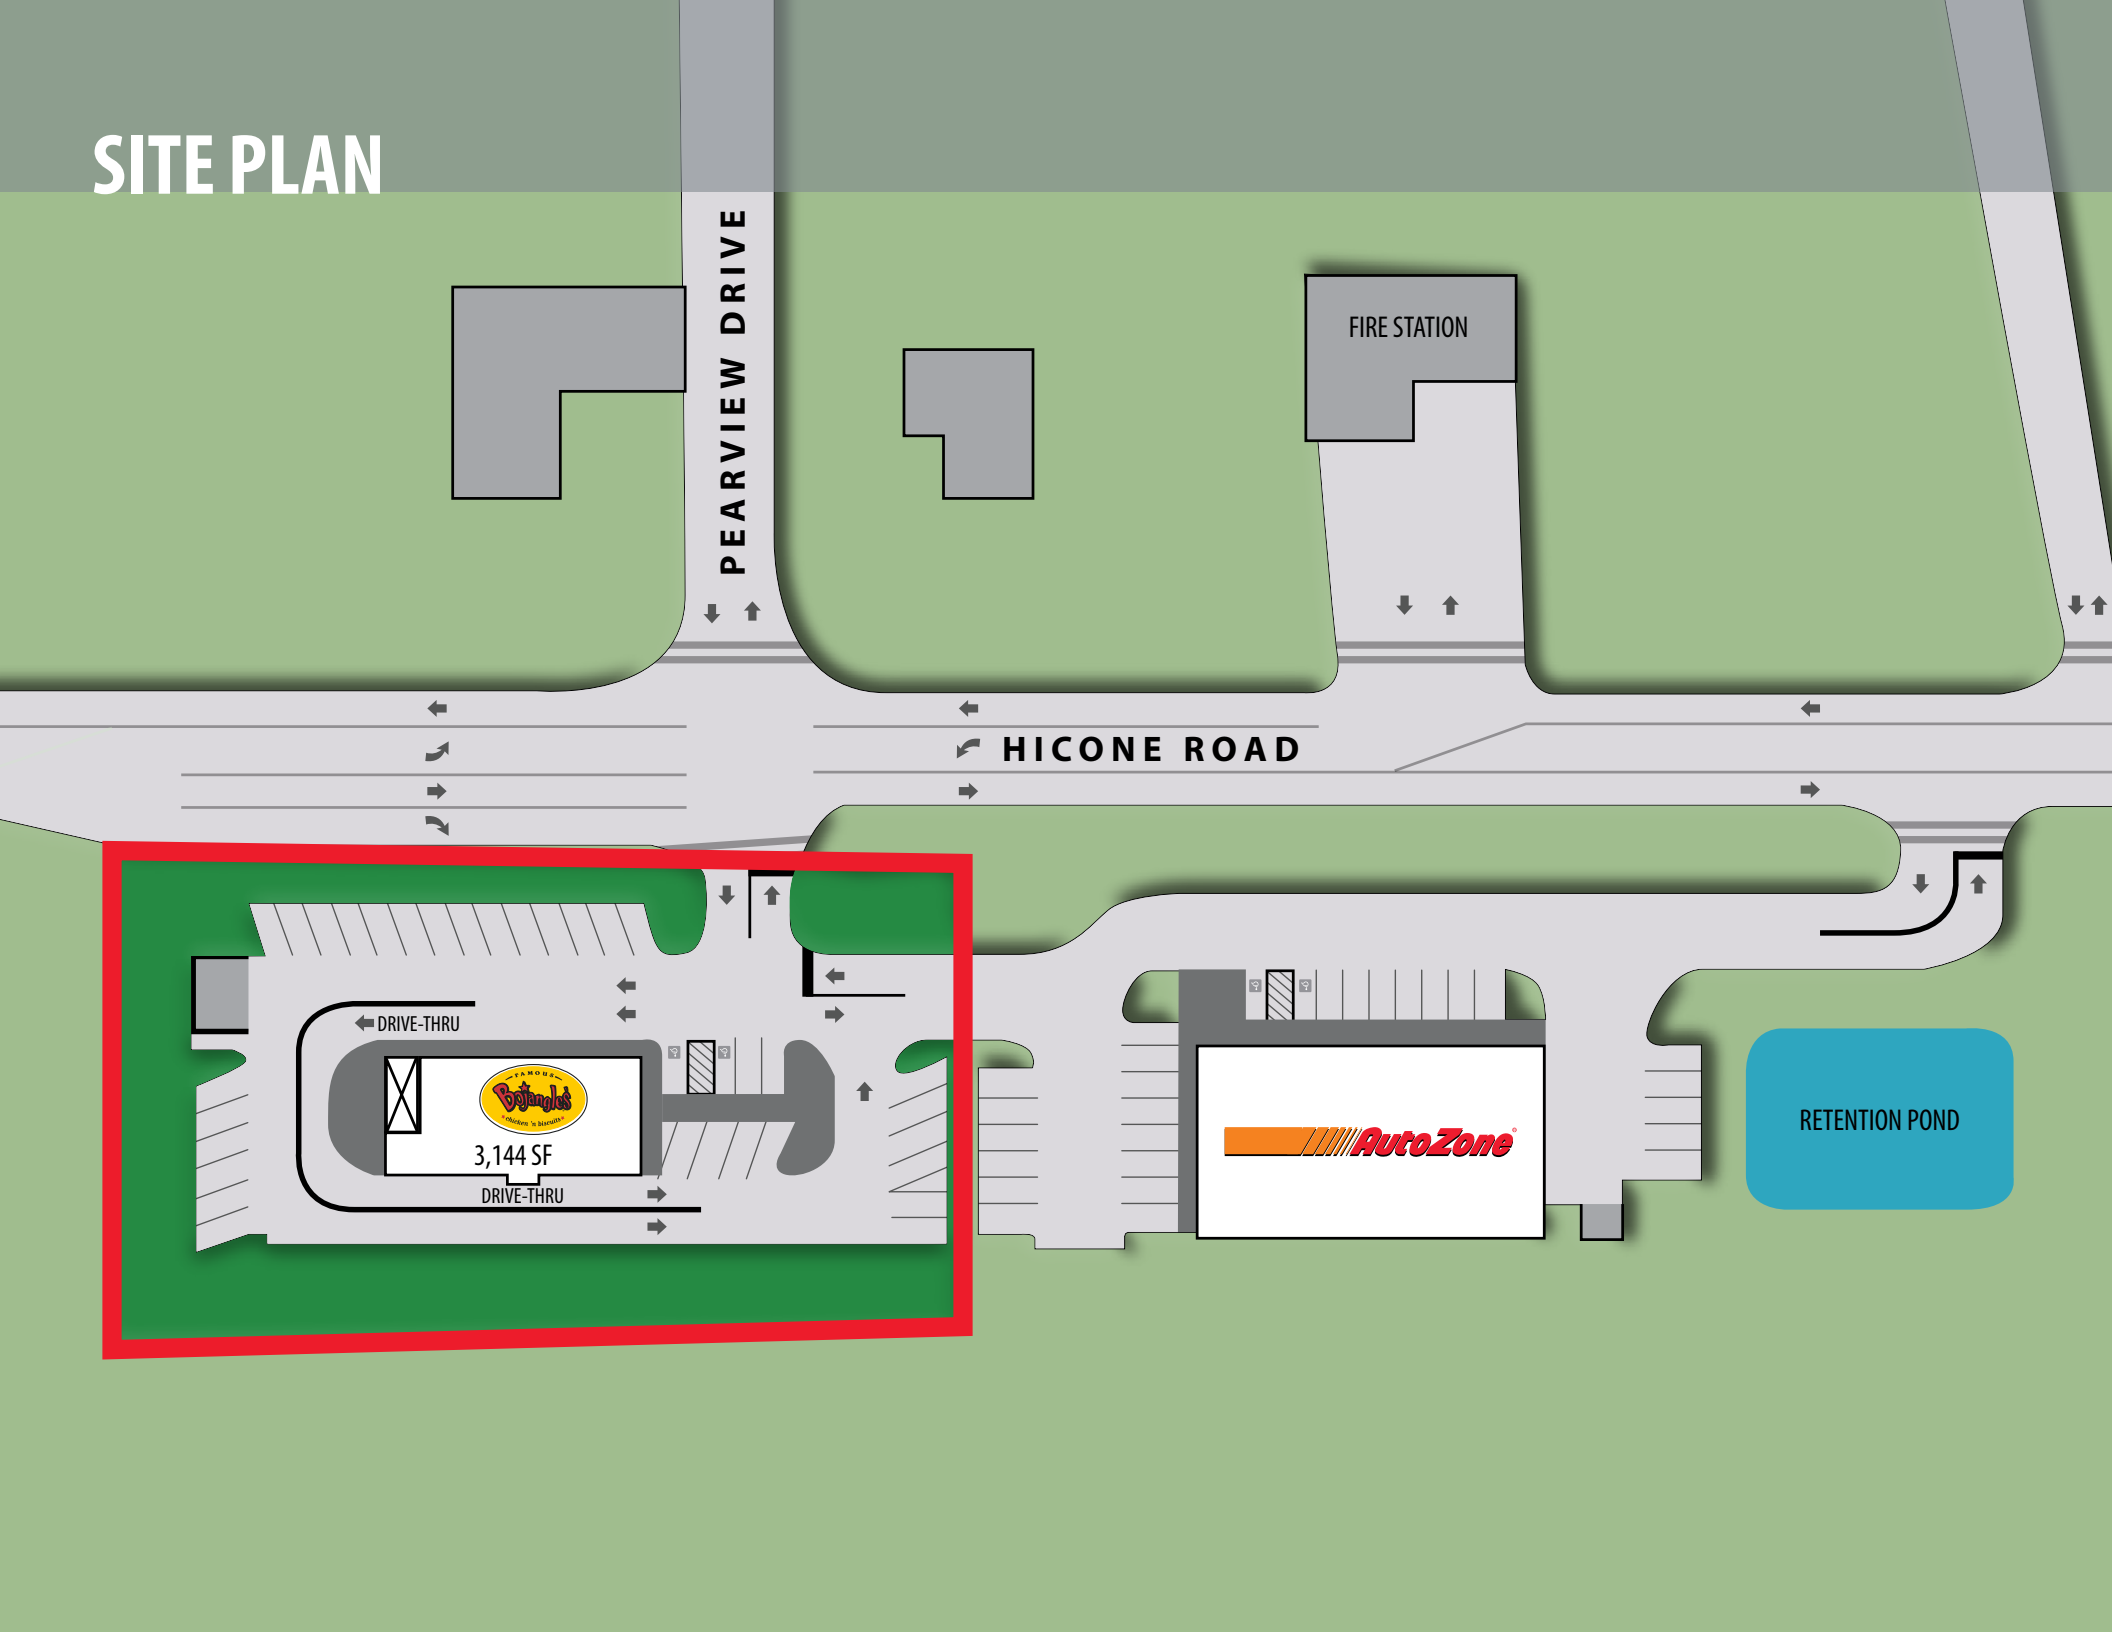 SITE PLAN
PEARVIEW DRIVE
FIRE STATION
HICONE ROAD
DRIVE-THRU
FAMOUS
Bojangles'
chicken 'n biscuits
3,144 SF
DRIVE-THRU
AutoZone
RETENTION POND